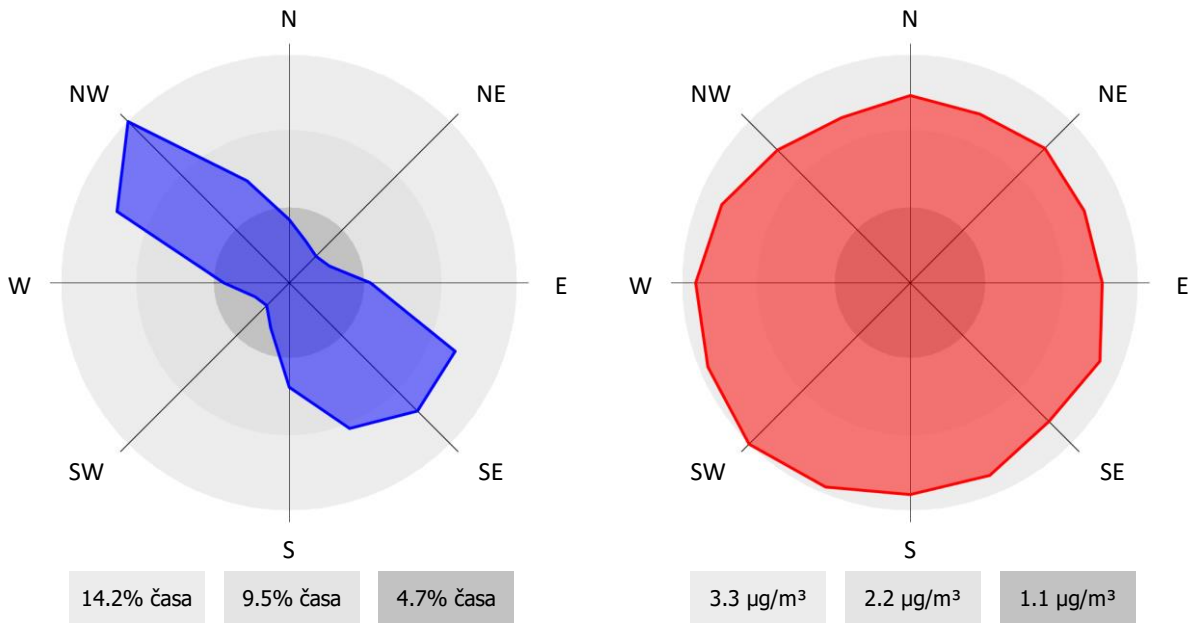 N
NW
NE
W
E
SW
SE
S
14.2% časa
9.5% časa
4.7% časa
N
NW
NE
W
E
SW
SE
S
3.3 µg/m³
2.2 µg/m³
1.1 µg/m³